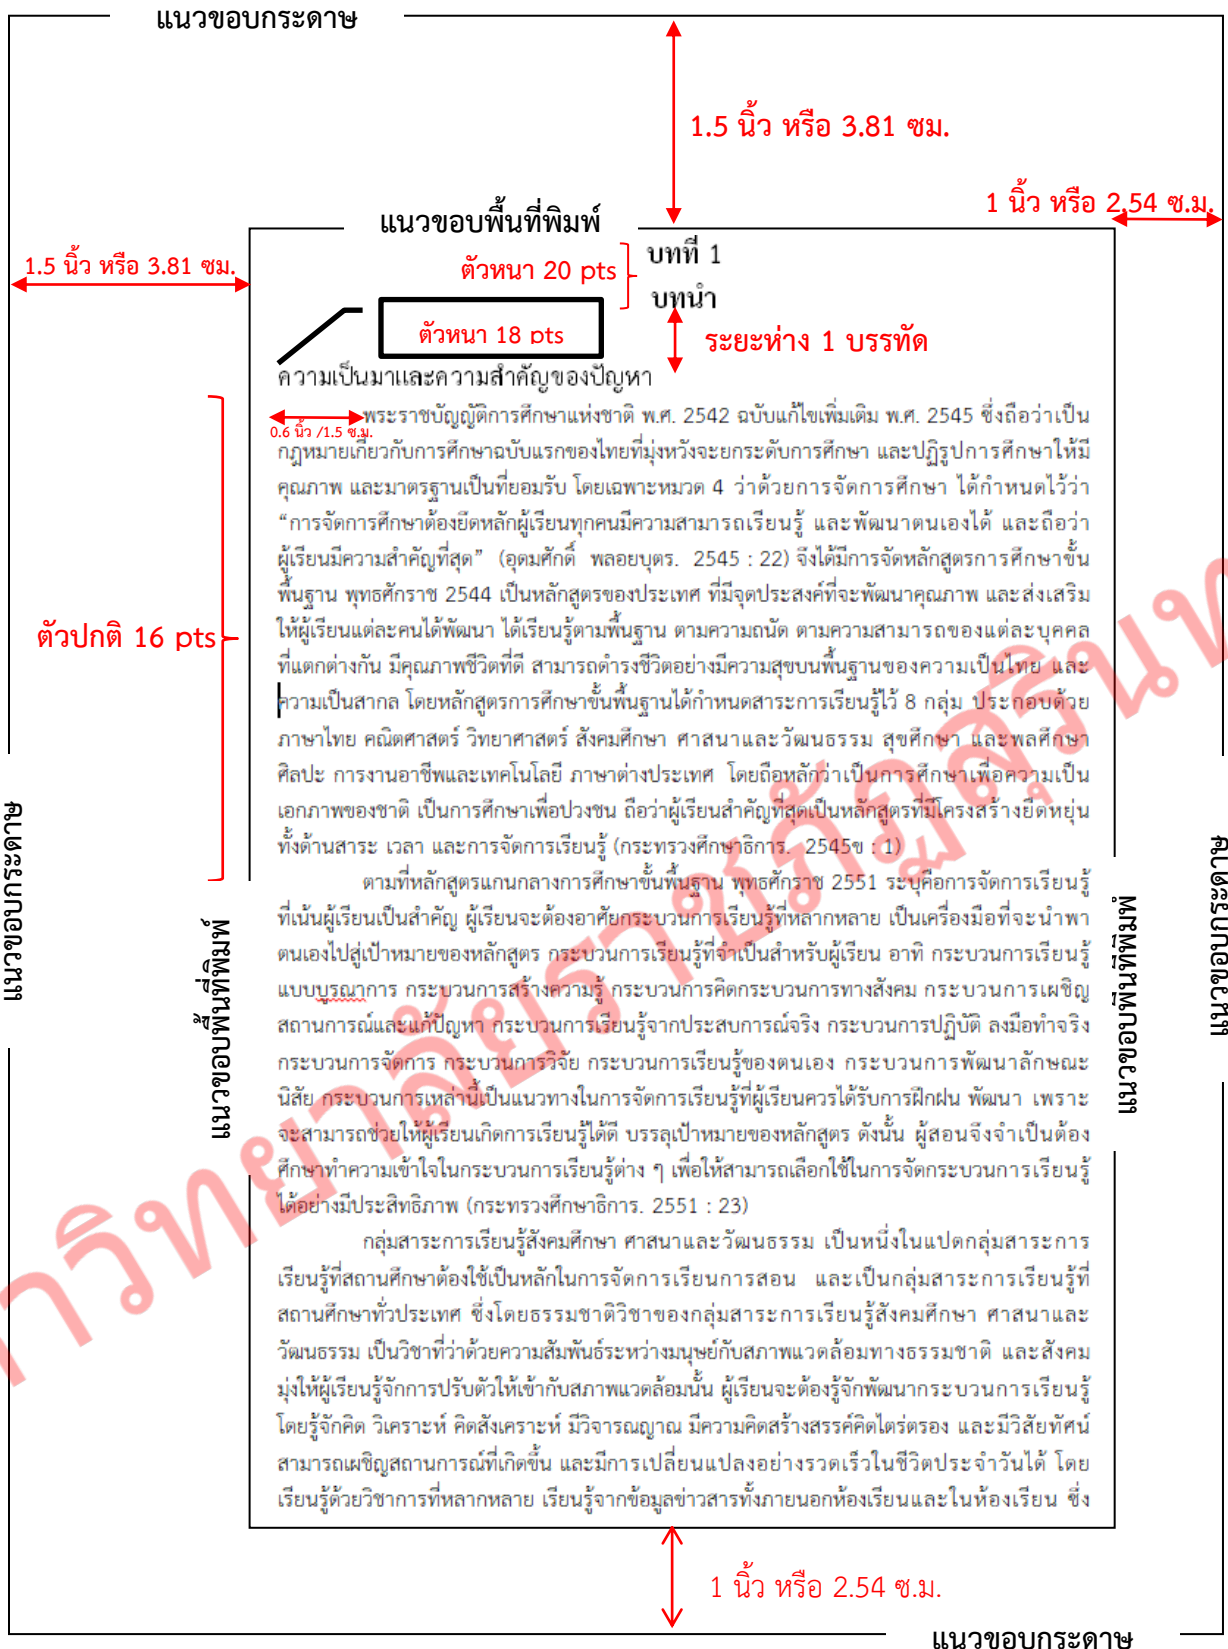 แนวขอบกระดาษ
1.5 นิ้ว หรือ 3.81 ซม.
1 นิ้ว หรือ 2.54 ซ.ม.
แนวขอบพื้นที่พิมพ์
1.5 นิ้ว หรือ 3.81 ซม.
ตัวหนา 20 pts
บทที่ 1
บทนำ
ตัวหนา 18 pts
ระยะห่าง 1 บรรทัด
ความเป็นมาและความสำคัญของปัญหา
0.6 นิ้ว /1.5 ซ.ม.
พระราชบัญญัติการศึกษาแห่งชาติ พ.ศ. 2542 ฉบับแก้ไขเพิ่มเติม พ.ศ. 2545 ซึ่งถือว่าเป็น
กฎหมายเกี่ยวกับการศึกษาฉบับแรกของไทยที่มุ่งหวังจะยกระดับการศึกษา และปฏิรูปการศึกษาให้มี
คุณภาพ และมาตรฐานเป็นที่ยอมรับ โดยเฉพาะหมวด 4 ว่าด้วยการจัดการศึกษา ได้กำหนดไว้ว่า
“การจัดการศึกษาต้องยึดหลักผู้เรียนทุกคนมีความสามารถเรียนรู้ และพัฒนาตนเองได้ และถือว่า
ผู้เรียนมีความสำคัญที่สุด” (อุดมศักดิ์ พลอยบุตร. 2545 : 22) จึงได้มีการจัดหลักสูตรการศึกษาขั้น
พื้นฐาน พุทธศักราช 2544 เป็นหลักสูตรของประเทศ ที่มีจุดประสงค์ที่จะพัฒนาคุณภาพ และส่งเสริม
ให้ผู้เรียนแต่ละคนได้พัฒนา ได้เรียนรู้ตามพื้นฐาน ตามความถนัด ตามความสามารถของแต่ละบุคคล
ตัวปกติ 16 pts
ที่แตกต่างกัน มีคุณภาพชีวิตที่ดี สามารถดำรงชีวิตอย่างมีความสุขบนพื้นฐานของความเป็นไทย และ
ความเป็นสากล โดยหลักสูตรการศึกษาขั้นพื้นฐานได้กำหนดสาระการเรียนรู้ไว้ 8 กลุ่ม ประกอบด้วย
ภาษาไทย คณิตศาสตร์ วิทยาศาสตร์ สังคมศึกษา ศาสนาและวัฒนธรรม สุขศึกษา และพลศึกษา
ศิลปะ การงานอาชีพและเทคโนโลยี ภาษาต่างประเทศ โดยถือหลักว่าเป็นการศึกษาเพื่อความเป็น
เอกภาพของชาติ เป็นการศึกษาเพื่อปวงชน ถือว่าผู้เรียนสำคัญที่สุดเป็นหลักสูตรที่มีโครงสร้างยืดหยุ่น
ทั้งด้านสาระ เวลา และการจัดการเรียนรู้ (กระทรวงศึกษาธิการ. 2545ข : 1)
ตามที่หลักสูตรแกนกลางการศึกษาขั้นพื้นฐาน พุทธศักราช 2551 ระบุคือการจัดการเรียนรู้
ที่เน้นผู้เรียนเป็นสำคัญ ผู้เรียนจะต้องอาศัยกระบวนการเรียนรู้ที่หลากหลาย เป็นเครื่องมือที่จะนำพา
ตนเองไปสู่เป้าหมายของหลักสูตร กระบวนการเรียนรู้ที่จำเป็นสำหรับผู้เรียน อาทิ กระบวนการเรียนรู้
แบบบูรณาการ กระบวนการสร้างความรู้ กระบวนการคิดกระบวนการทางสังคม กระบวนการเผชิญ
สถานการณ์และแก้ปัญหา กระบวนการเรียนรู้จากประสบการณ์จริง กระบวนการปฏิบัติ ลงมือทำจริง
กระบวนการจัดการ กระบวนการวิจัย กระบวนการเรียนรู้ของตนเอง กระบวนการพัฒนาลักษณะ
นิสัย กระบวนการเหล่านี้เป็นแนวทางในการจัดการเรียนรู้ที่ผู้เรียนควรได้รับการฝึกฝน พัฒนา เพราะ
จะสามารถช่วยให้ผู้เรียนเกิดการเรียนรู้ได้ดี บรรลุเป้าหมายของหลักสูตร ดังนั้น ผู้สอนจึงจำเป็นต้อง
ศึกษาทำความเข้าใจในกระบวนการเรียนรู้ต่าง ๆ เพื่อให้สามารถเลือกใช้ในการจัดกระบวนการเรียนรู้
ได้อย่างมีประสิทธิภาพ (กระทรวงศึกษาธิการ. 2551 : 23)
กลุ่มสาระการเรียนรู้สังคมศึกษา ศาสนาและวัฒนธรรม เป็นหนึ่งในแปดกลุ่มสาระการ
เรียนรู้ที่สถานศึกษาต้องใช้เป็นหลักในการจัดการเรียนการสอน และเป็นกลุ่มสาระการเรียนรู้ที่
สถานศึกษาทั่วประเทศ ซึ่งโดยธรรมชาติวิชาของกลุ่มสาระการเรียนรู้สังคมศึกษา ศาสนาและ
วัฒนธรรม เป็นวิชาที่ว่าด้วยความสัมพันธ์ระหว่างมนุษย์กับสภาพแวดล้อมทางธรรมชาติ และสังคม
มุ่งให้ผู้เรียนรู้จักการปรับตัวให้เข้ากับสภาพแวดล้อมนั้น ผู้เรียนจะต้องรู้จักพัฒนากระบวนการเรียนรู้
โดยรู้จักคิด วิเคราะห์ คิดสังเคราะห์ มีวิจารณญาณ มีความคิดสร้างสรรค์คิดไตร่ตรอง และมีวิสัยทัศน์
สามารถเผชิญสถานการณ์ที่เกิดขึ้น และมีการเปลี่ยนแปลงอย่างรวดเร็วในชีวิตประจำวันได้ โดย
เรียนรู้ด้วยวิชาการที่หลากหลาย เรียนรู้จากข้อมูลข่าวสารทั้งภายนอกห้องเรียนและในห้องเรียน ซึ่ง
แนวขอบกระดาษ
แนวขอบพื้นที่พิมพ์
แนวขอบพื้นที่พิมพ์
แนวขอบกระดาษ
1 นิ้ว หรือ 2.54 ซ.ม.
แนวขอบกระดาษ
าวิทยาลัยราชภัฏสุรินท